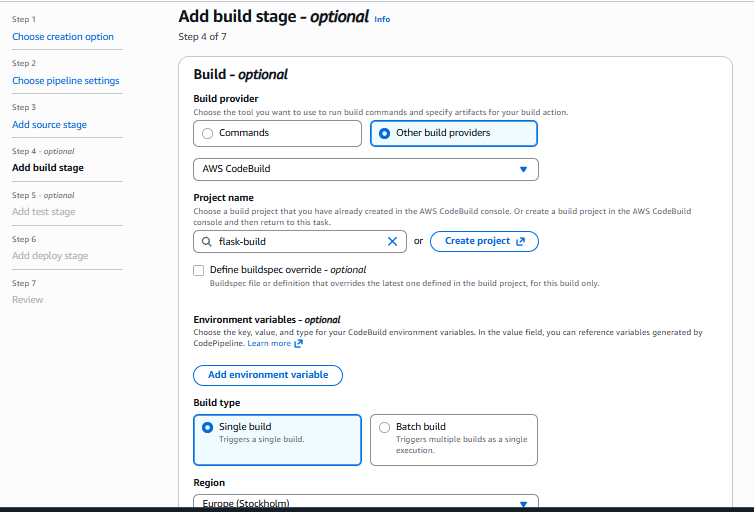 Step 1
Choose creation option
Step 2
Choose pipeline settings
Step 3
Add source stage
Step 4 - optional
Add build stage
Step 5 - optional
Add test stage
Step 6
Add deploy stage
Step 7
Review
Add build stage - optional Info
Step 4 of 7
Build - optional
Build provider
Choose the tool you want to use to run build commands and specify artifacts for your build action.
Commands
Other build providers
AWS CodeBuild
Project name
Choose a build project that you have already created in the AWS CodeBuild console. Or create a build project in the AWS CodeBuild
console and then return to this task.
flask-build
or
Create project
Define buildspec override - optional
Buildspec file or definition that overrides the latest one defined in the build project, for this build only.
Environment variables - optional
Choose the key, value, and type for your CodeBuild environment variables. In the value field, you can reference variables generated by
CodePipeline. Learn more
Add environment variable
Build type
Single build
Triggers a single build.
Batch build
Triggers multiple builds as a single
execution.
Region
Europe (Stockholm)